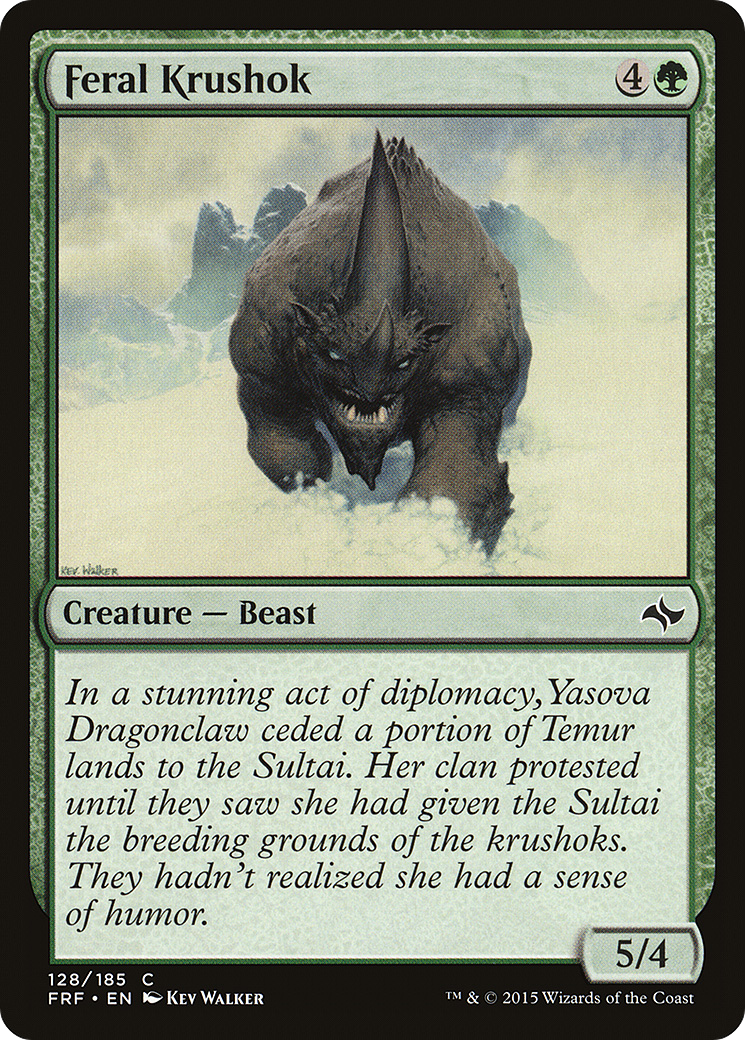 Feral Krushok 4
Kev. Walker
Creature — Beast
In a stunning act of diplomacy, Yasova
Dragonclaw ceded a portion of Temur
lands to the Sultai. Her clan protested
until they saw she had given the Sultai
the breeding grounds of the krushoks.
They hadn't realized she had a sense
of humor.
5/4
128/185 C
FRF • EN Kev Walker
™ & © 2015 Wizards of the Coast